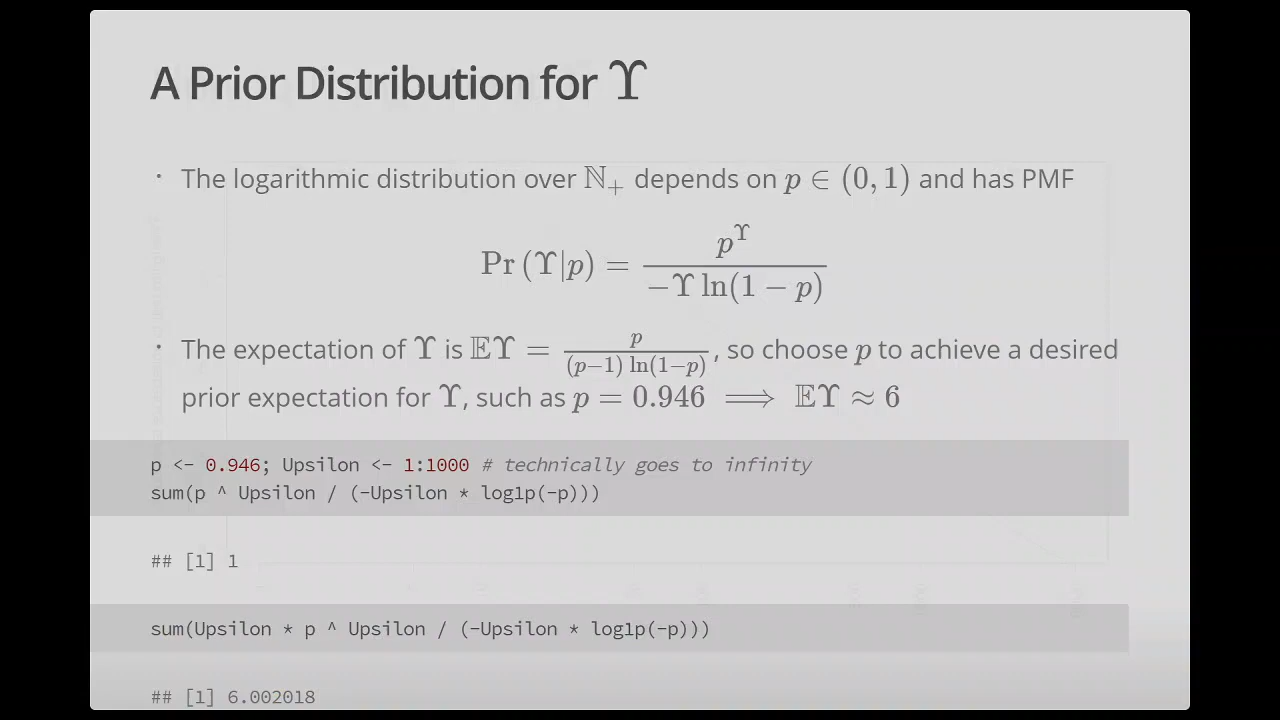 A Prior Distribution for ϒ
· The logarithmic distribution over ℕ₊ depends on p ∈ (0, 1) and has PMF
Pr (ϒ|p) = p^ϒ / (−ϒ ln(1 − p))
· The expectation of ϒ is 𝔼ϒ = p / ((p−1) ln(1−p)), so choose p to achieve a desired
prior expectation for ϒ, such as p = 0.946 ⟹ 𝔼ϒ ≈ 6
p <- 0.946; Upsilon <- 1:1000 # technically goes to infinity
sum(p ^ Upsilon / (-Upsilon * log1p(-p)))
## [1] 1
sum(Upsilon * p ^ Upsilon / (-Upsilon * log1p(-p)))
## [1] 6.002018